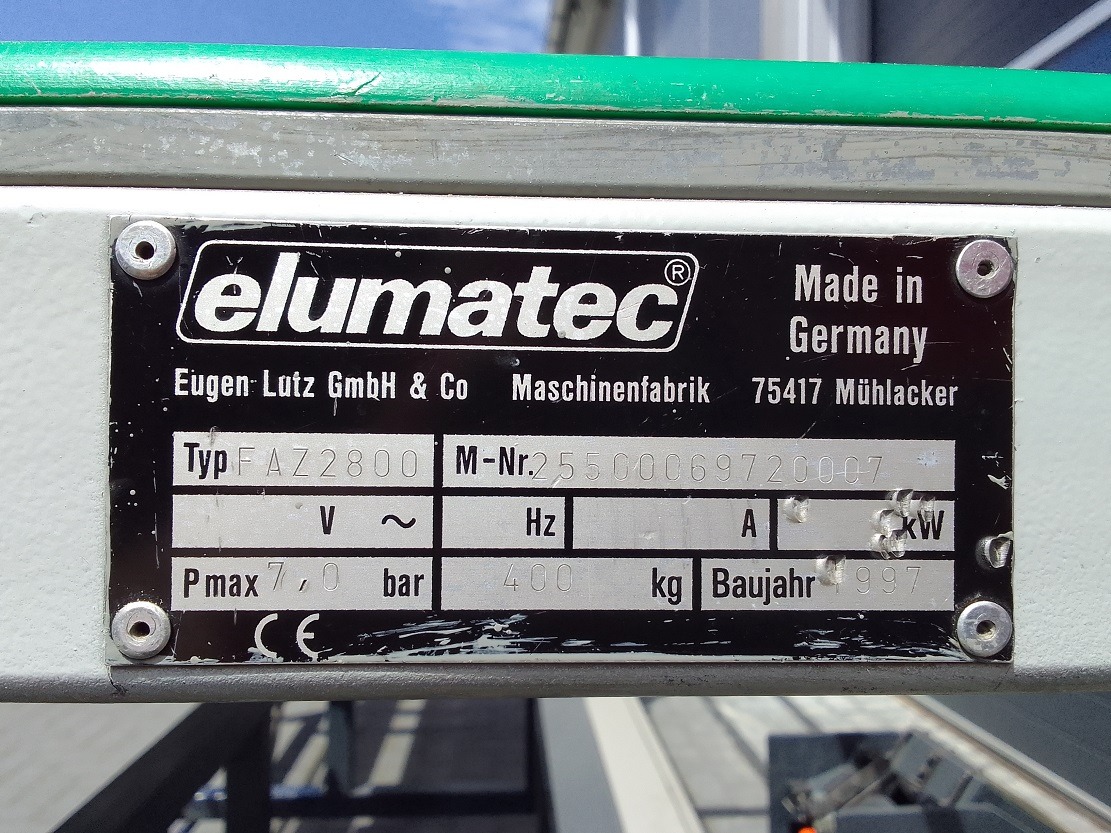 elumatec®
Made in
Germany
Eugen Lutz GmbH & Co Maschinenfabrik 75417 Mühlacker
Typ FAZ2800 M-Nr. 25500069720007
V ~ Hz A kW
Pmax 7,0 bar 400 kg Baujahr 1997
CE